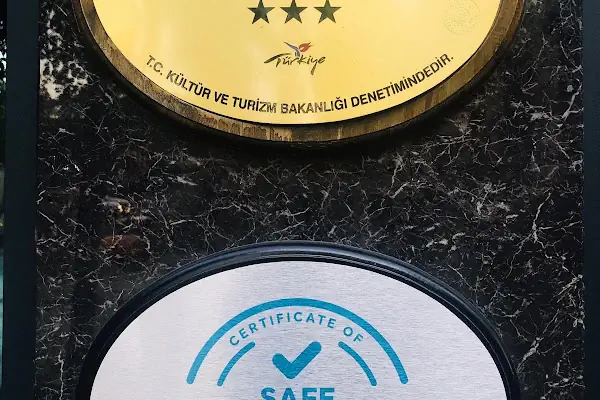 ★★★
Türkiye
T.C. KÜLTÜR VE TURİZM BAKANLIĞI DENETİMİNDEDİR.
CERTIFICATE OF
SAFE